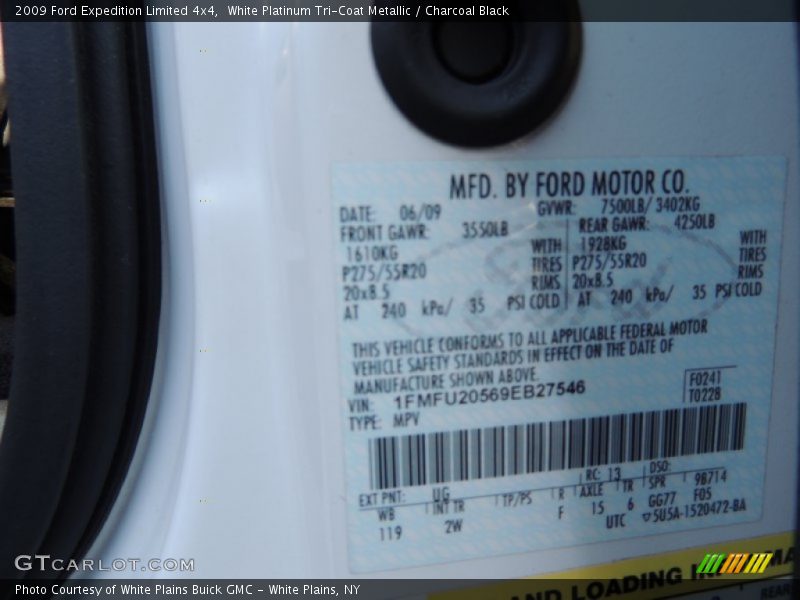 2009 Ford Expedition Limited 4x4,  White Platinum Tri-Coat Metallic / Charcoal Black
MFD. BY FORD MOTOR CO.
DATE: 06/09 GVWR: 7500LB/ 3402KG
FRONT GAWR: 3550LB REAR GAWR: 4250LB
1610KG WITH 1928KG WITH
P275/55R20 TIRES P275/55R20 TIRES
20x8.5 RIMS 20x8.5 RIMS
AT 240 kPa/ 35 PSI COLD AT 240 kPa/ 35 PSI COLD
THIS VEHICLE CONFORMS TO ALL APPLICABLE FEDERAL MOTOR
VEHICLE SAFETY STANDARDS IN EFFECT ON THE DATE OF
MANUFACTURE SHOWN ABOVE.
VIN: 1FMFU20569EB27546 F0241
TYPE: MPV T0228
EXT PNT: UG RC: 13 DSO:
WB INT TR TP/PS R AXLE TR SPR 98714
119 2W F 15 6 GG77 F05
UTC 5U5A-1520472-BA
AND LOADING
REAR
GTCARLOT.COM
Photo Courtesy of White Plains Buick GMC - White Plains, NY